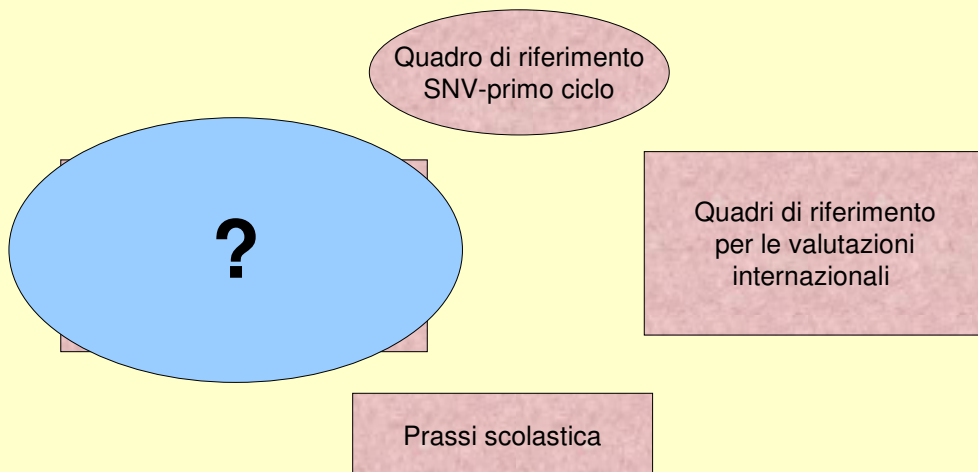 Quadro di riferimento
SNV-primo ciclo
?
Quadri di riferimento
per le valutazioni
internazionali
Prassi scolastica